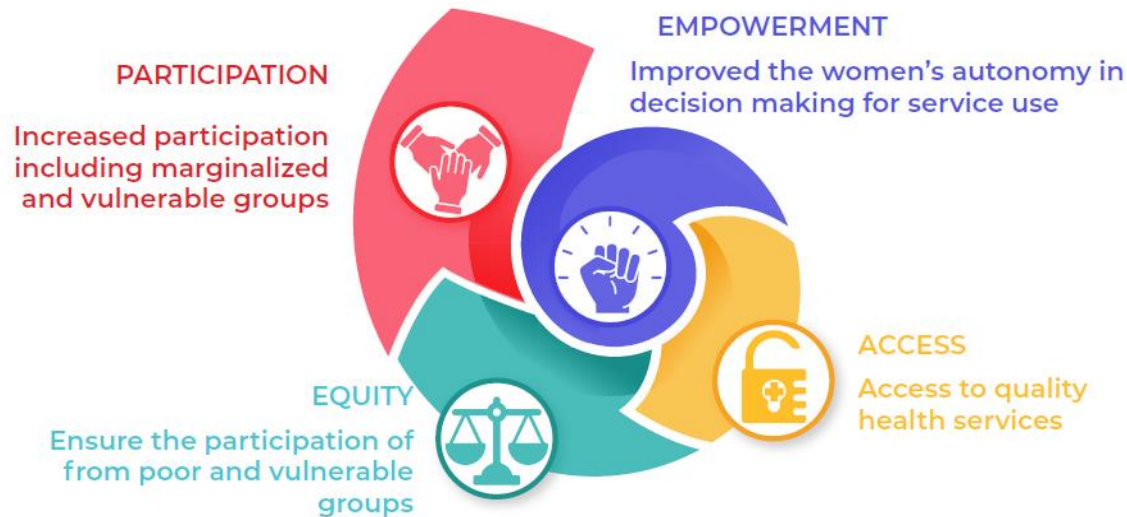 PARTICIPATION
Increased participation
including marginalized
and vulnerable groups
EMPOWERMENT
Improved the women’s autonomy in
decision making for service use
EQUITY
Ensure the participation of
from poor and vulnerable
groups
ACCESS
Access to quality
health services